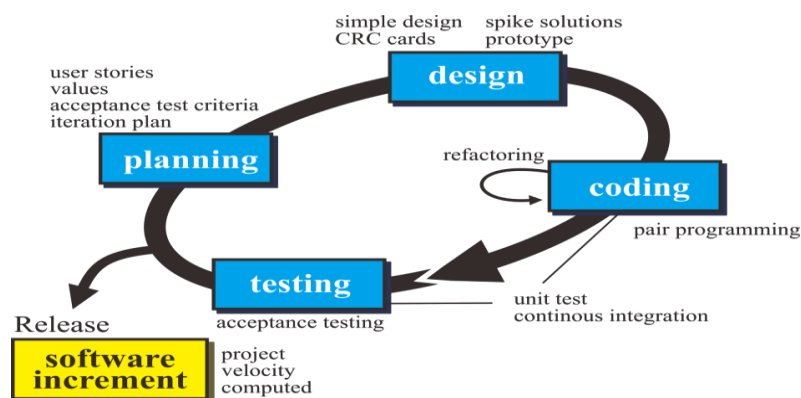 simple design
CRC cards
spike solutions
prototype
design
user stories
values
acceptance test criteria
iteration plan
planning
refactoring
coding
pair programming
testing
acceptance testing
unit test
continous integration
Release
software
increment
project
velocity
computed